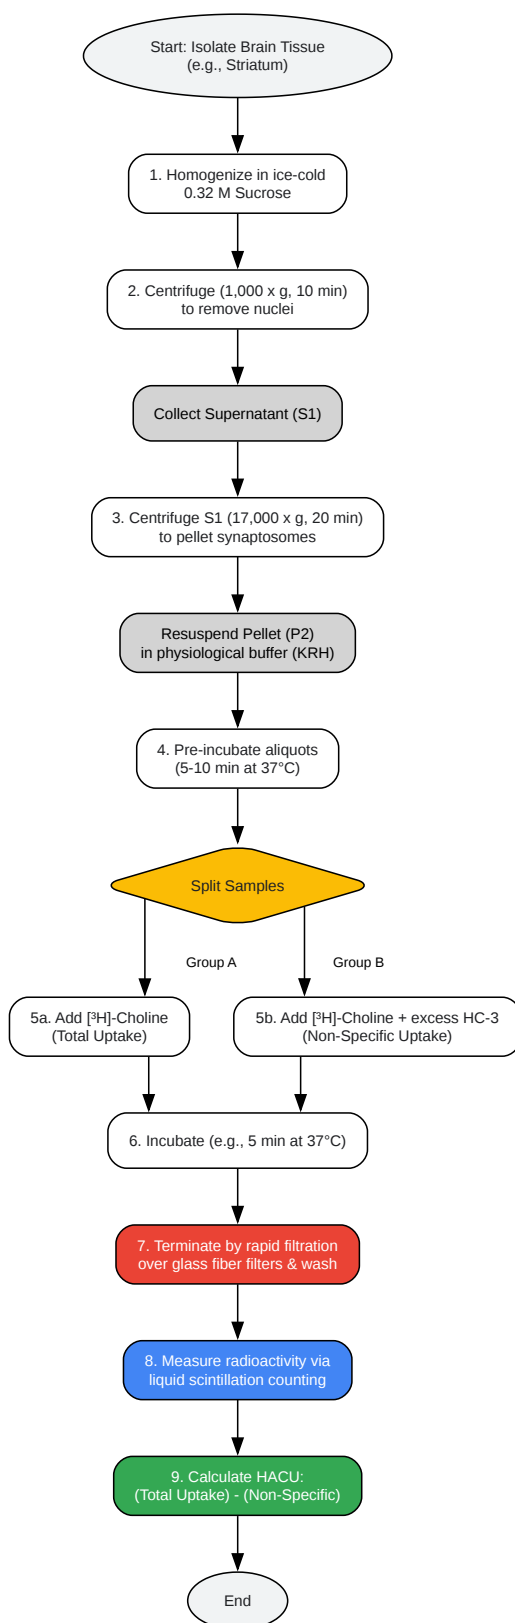 Start: Isolate Brain Tissue
(e.g., Striatum)
1. Homogenize in ice-cold
0.32 M Sucrose
2. Centrifuge (1,000 x g, 10 min)
to remove nuclei
Collect Supernatant (S1)
3. Centrifuge S1 (17,000 x g, 20 min)
to pellet synaptosomes
Resuspend Pellet (P2)
in physiological buffer (KRH)
4. Pre-incubate aliquots
(5-10 min at 37°C)
Split Samples
Group A
Group B
5a. Add [³H]-Choline
(Total Uptake)
5b. Add [³H]-Choline + excess HC-3
(Non-Specific Uptake)
6. Incubate (e.g., 5 min at 37°C)
7. Terminate by rapid filtration
over glass fiber filters & wash
8. Measure radioactivity via
liquid scintillation counting
9. Calculate HACU:
(Total Uptake) - (Non-Specific)
End